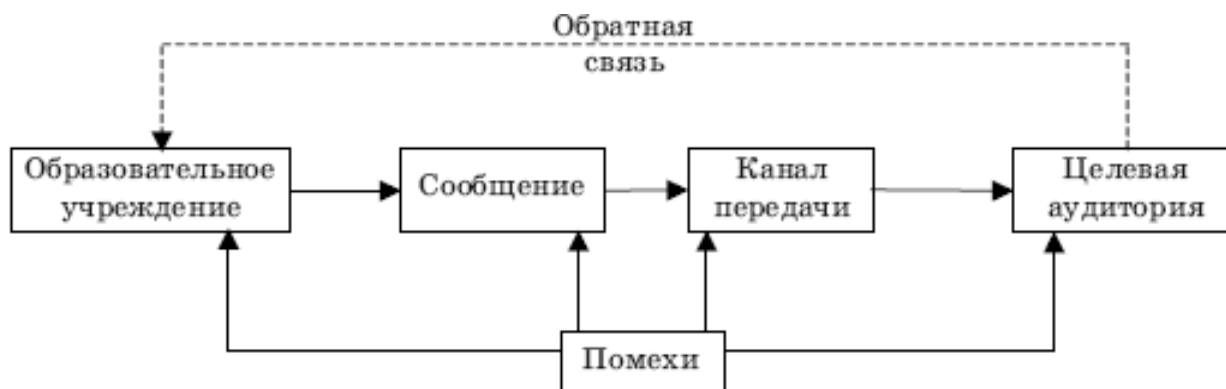 Обратная
связь
Образовательное
учреждение
Сообщение
Канал
передачи
Целевая
аудитория
Помехи